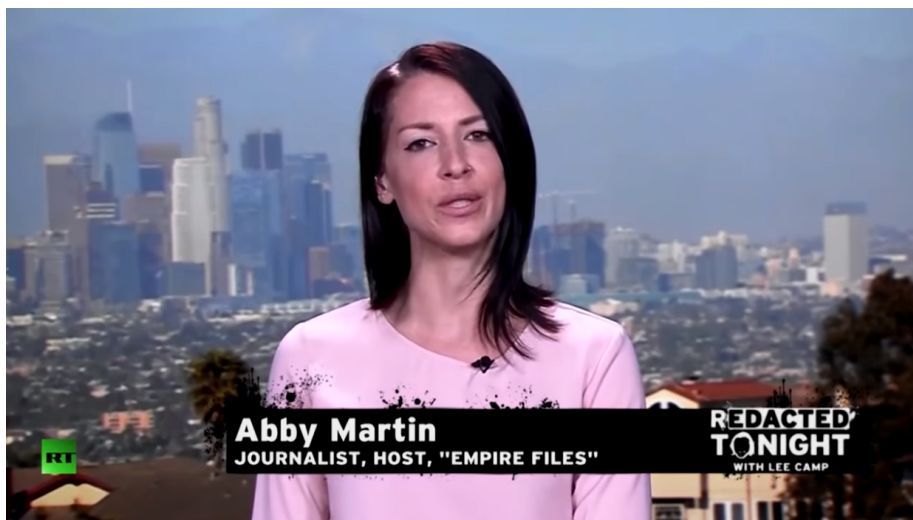 Abby Martin
JOURNALIST, HOST, "EMPIRE FILES"
REDACTED
TONIGHT
WITH LEE CAMP
RT